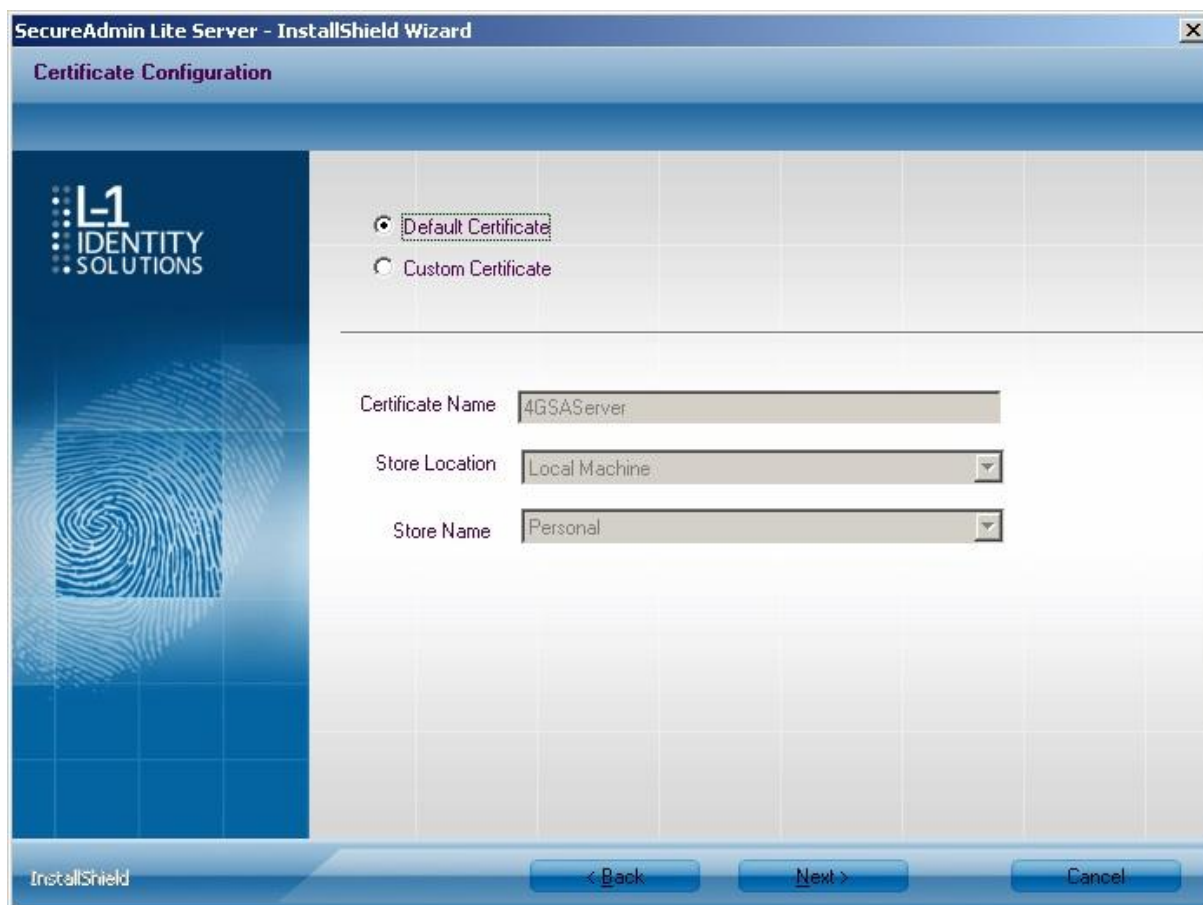 SecureAdmin Lite Server - InstallShield Wizard
Certificate Configuration
L-1
IDENTITY
SOLUTIONS
Default Certificate
Custom Certificate
Certificate Name 4GSAServer
Store Location Local Machine
Store Name Personal
InstallShield
< Back Next > Cancel